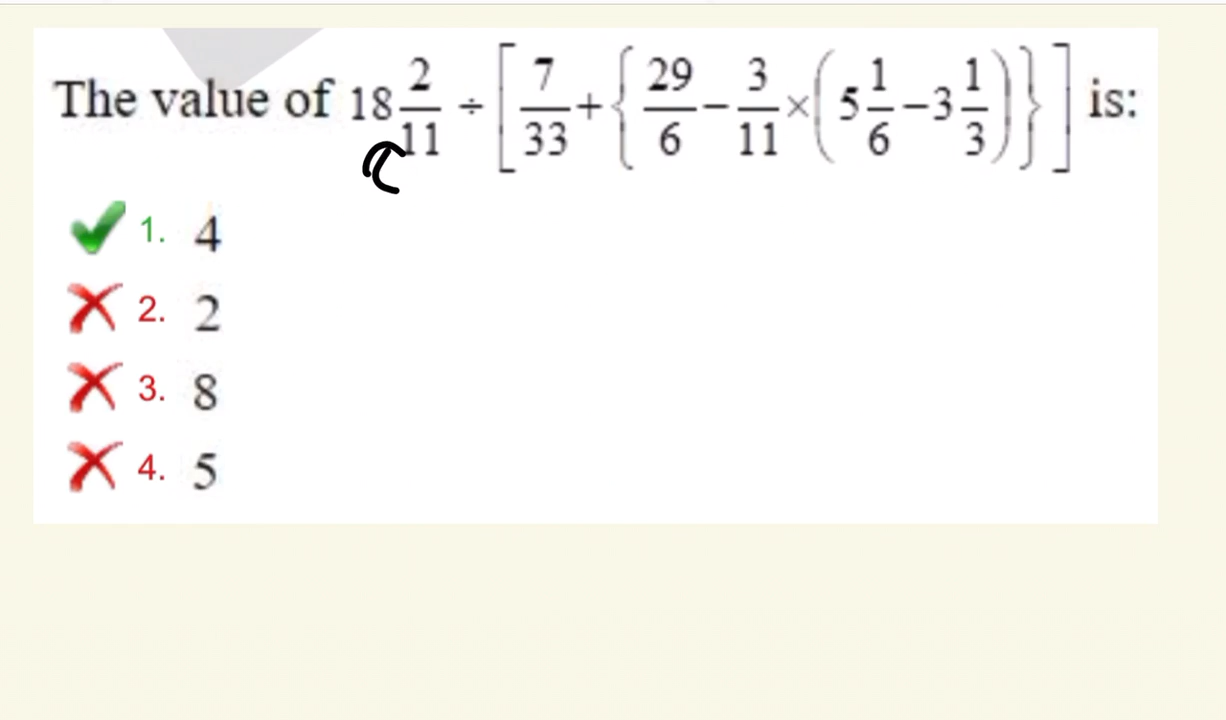 The value of 18 2/11 ÷ [7/33 + {29/6 − 3/11 × (5 1/6 − 3 1/3)}] is:
1. 4
2. 2
3. 8
4. 5